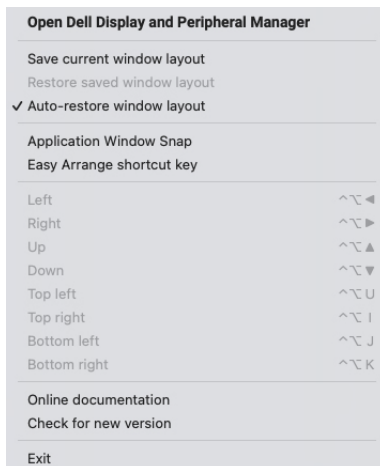 Open Dell Display and Peripheral Manager
Save current window layout
Restore saved window layout
✓ Auto-restore window layout
Application Window Snap
Easy Arrange shortcut key
Left ^⌥◀
Right ^⌥▶
Up ^⌥▲
Down ^⌥▼
Top left ^⌥U
Top right ^⌥I
Bottom left ^⌥J
Bottom right ^⌥K
Online documentation
Check for new version
Exit